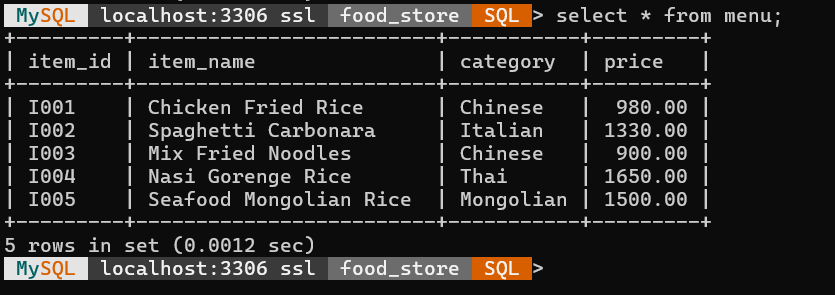 MySQL localhost:3306 ssl food_store SQL > select * from menu;
+---------+-----------------------+-----------+---------+
| item_id | item_name             | category  | price   |
+---------+-----------------------+-----------+---------+
| I001    | Chicken Fried Rice    | Chinese   |  980.00 |
| I002    | Spaghetti Carbonara   | Italian   | 1330.00 |
| I003    | Mix Fried Noodles     | Chinese   |  900.00 |
| I004    | Nasi Gorenge Rice     | Thai      | 1650.00 |
| I005    | Seafood Mongolian Rice | Mongolian | 1500.00 |
+---------+-----------------------+-----------+---------+
5 rows in set (0.0012 sec)
MySQL localhost:3306 ssl food_store SQL >